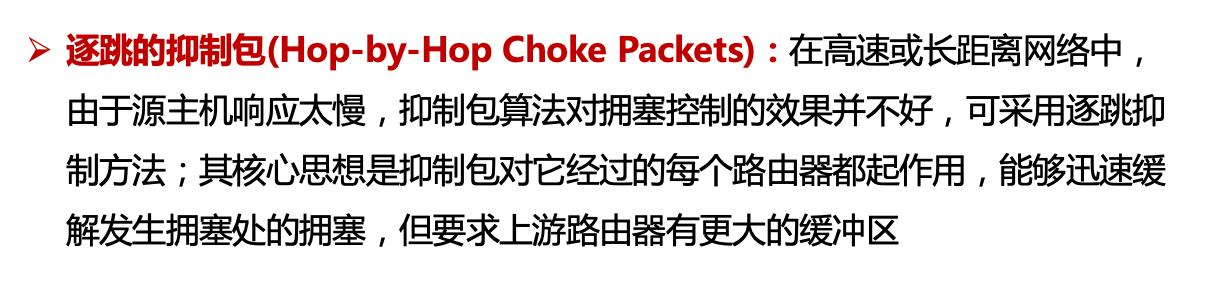 ➢ 逐跳的抑制包(Hop-by-Hop Choke Packets)：在高速或长距离网络中，
由于源主机响应太慢，抑制包算法对拥塞控制的效果并不好，可采用逐跳抑
制方法；其核心思想是抑制包对它经过的每个路由器都起作用，能够迅速缓
解发生拥塞处的拥塞，但要求上游路由器有更大的缓冲区